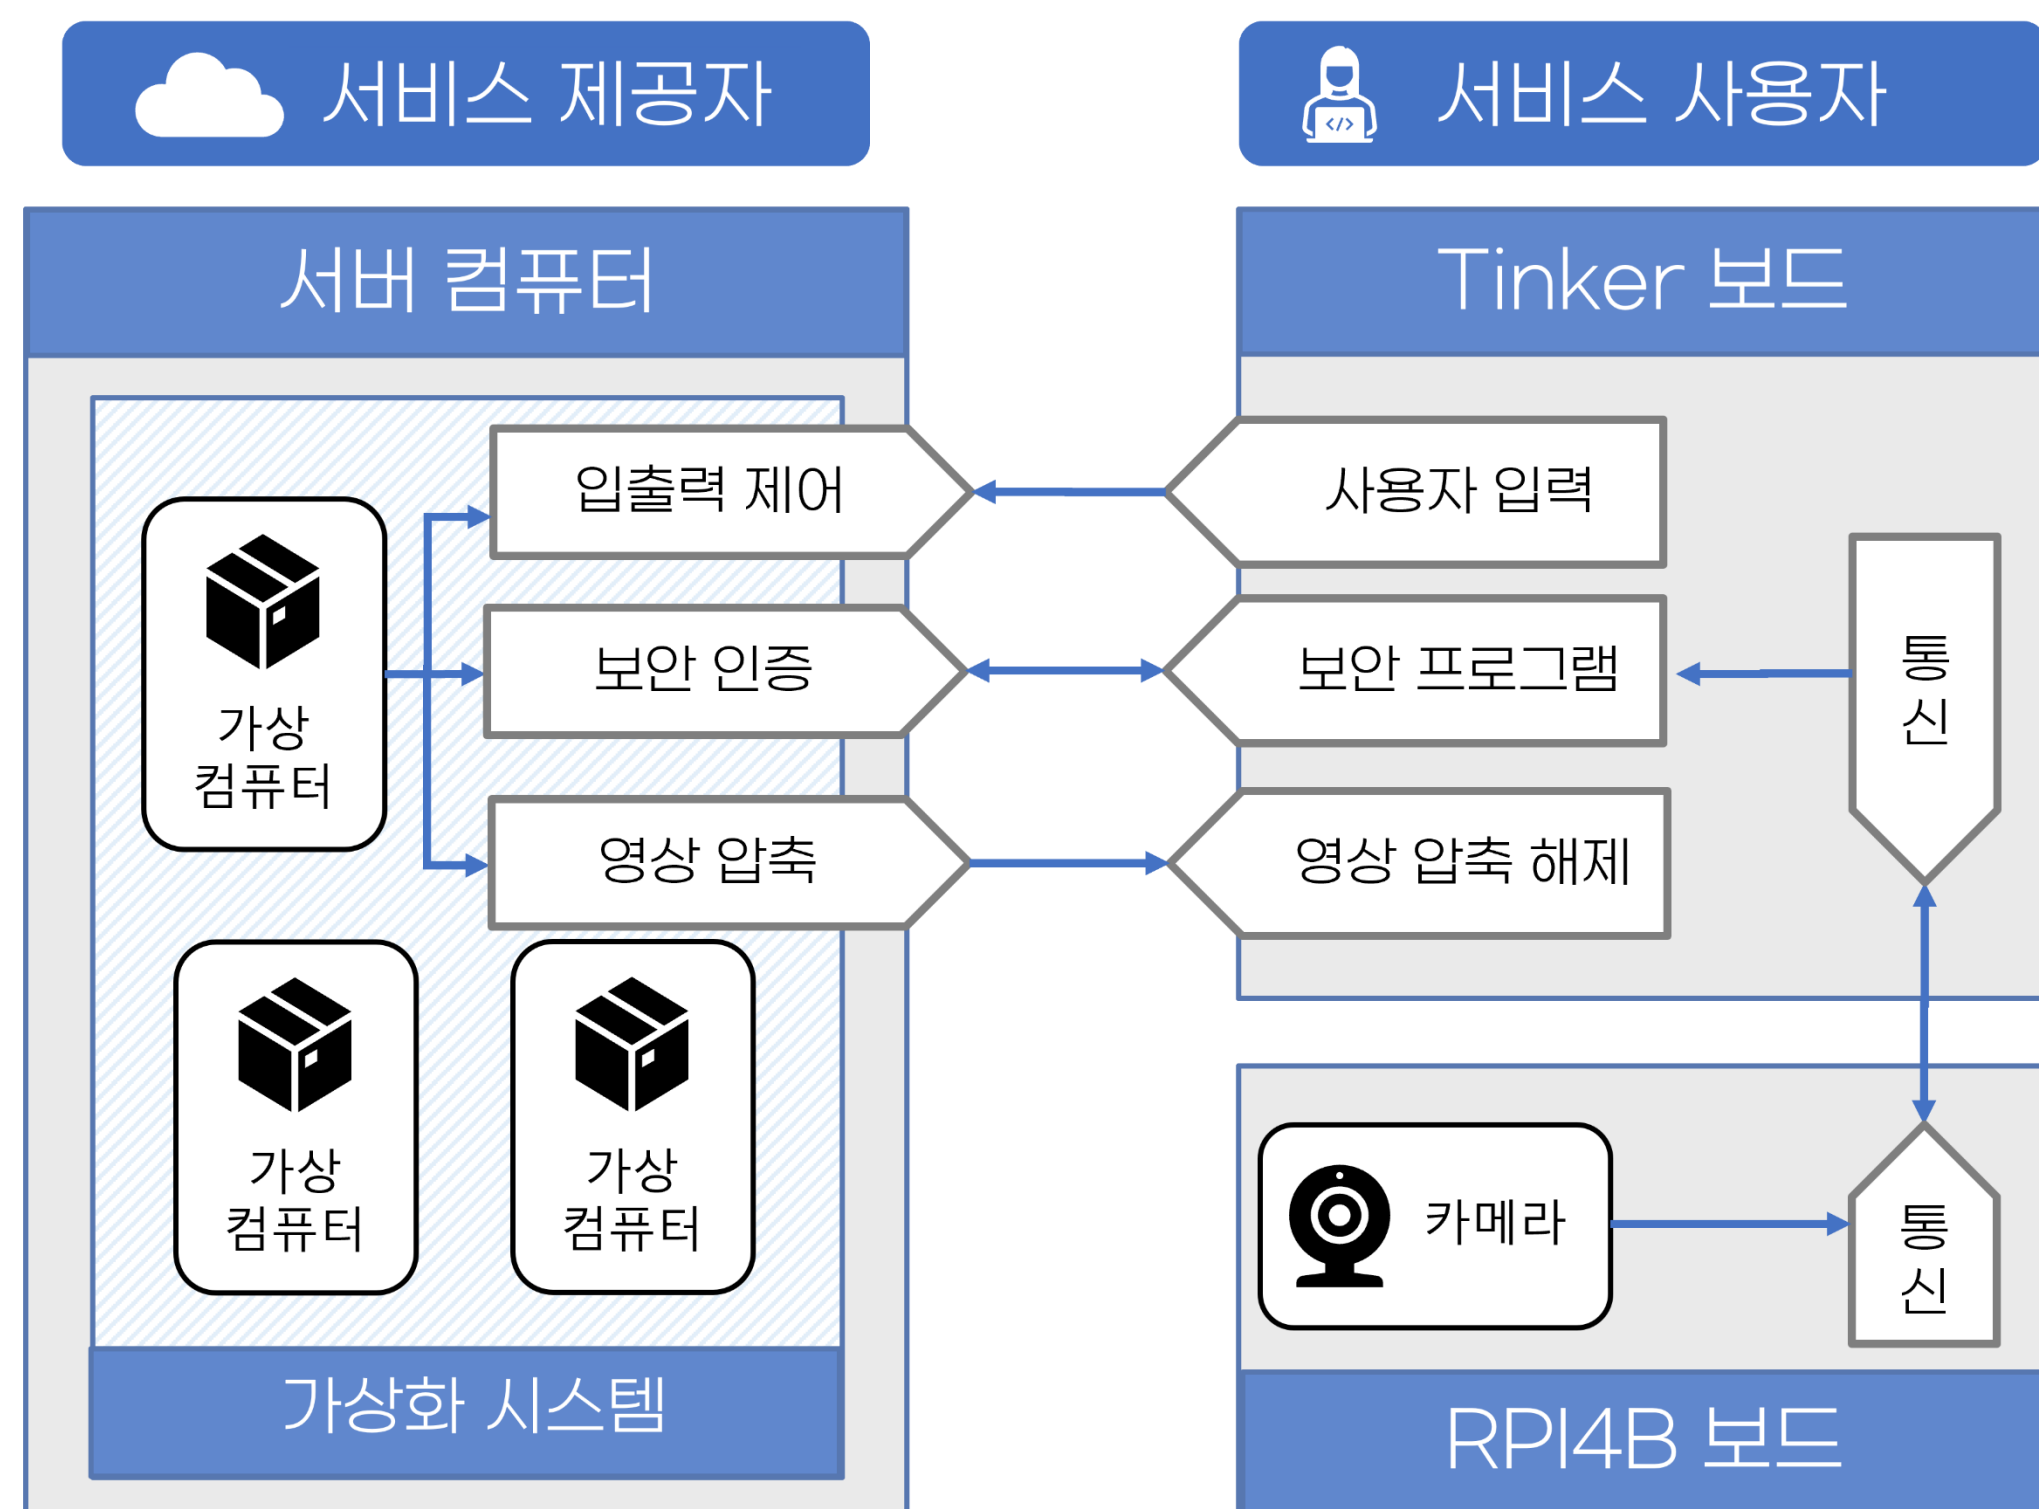 서비스 제공자
서비스 사용자
서버 컴퓨터
Tinker 보드
입출력 제어
사용자 입력
보안 인증
보안 프로그램
통
신
가상
컴퓨터
영상 압축
영상 압축 해제
가상
컴퓨터
가상
컴퓨터
카메라
통
신
가상화 시스템
RPI4B 보드